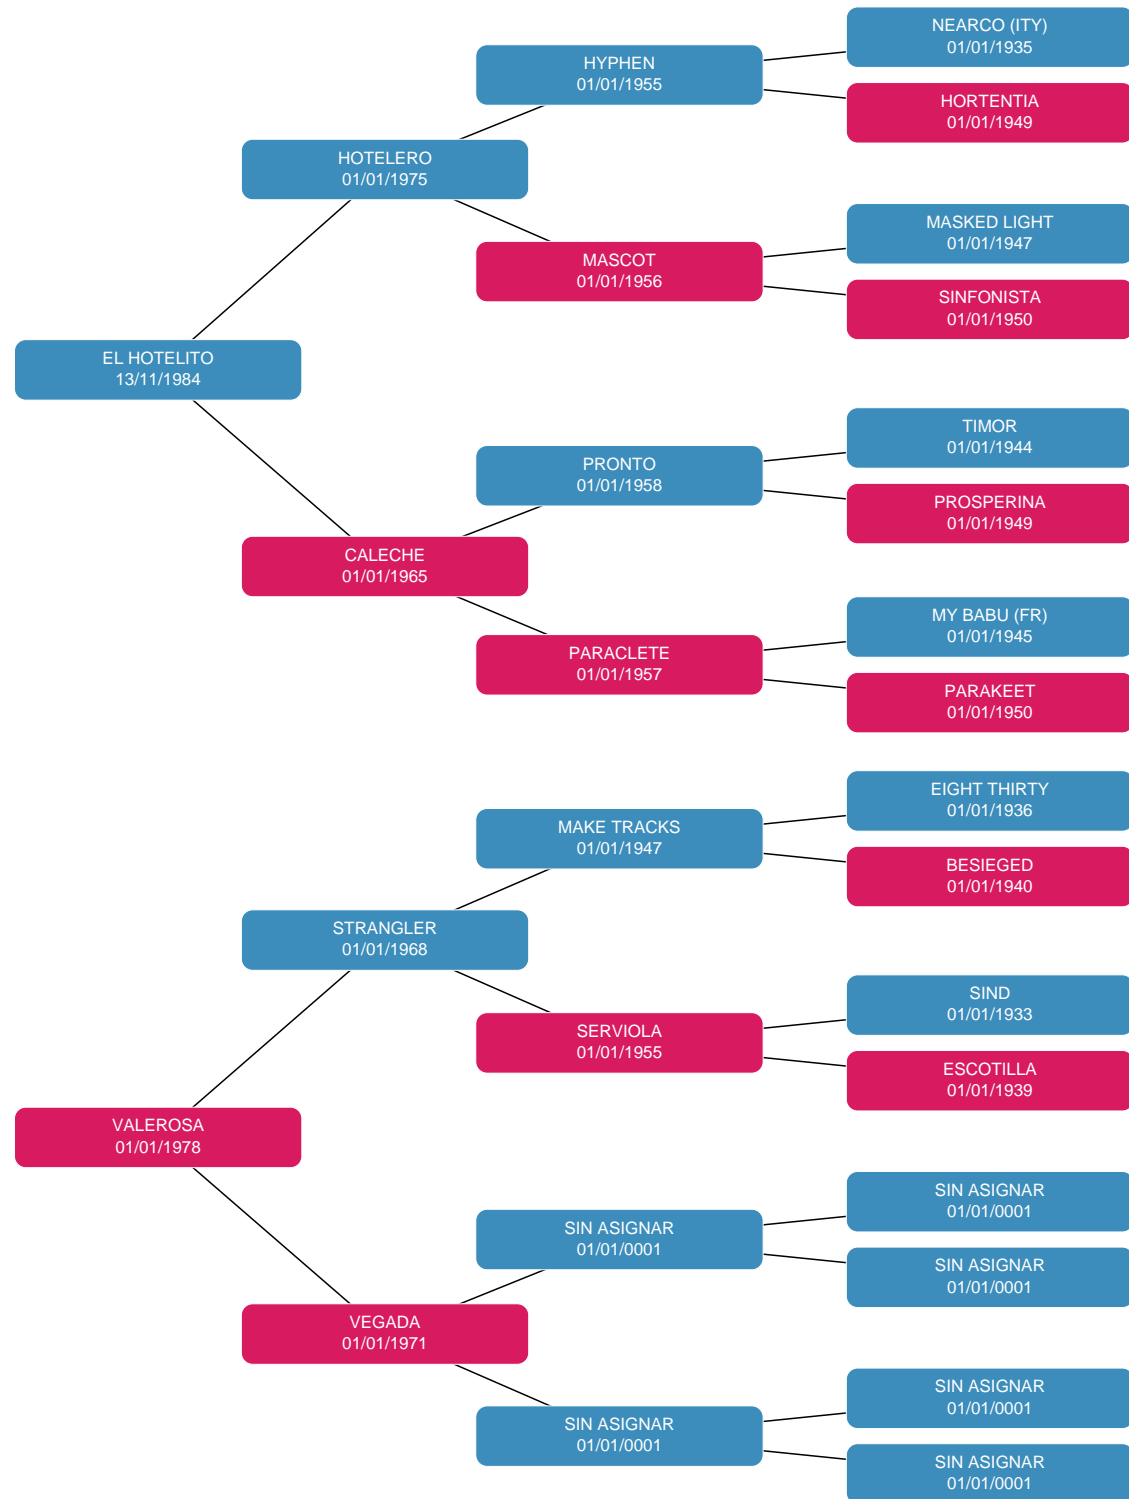 NEARCO (ITY)
01/01/1935
HYPHEN
01/01/1955
HORTENTIA
01/01/1949
HOTELERO
01/01/1975
MASKED LIGHT
01/01/1947
MASCOT
01/01/1956
SINFONISTA
01/01/1950
EL HOTELITO
13/11/1984
TIMOR
01/01/1944
PRONTO
01/01/1958
PROSPERINA
01/01/1949
CALECHE
01/01/1965
MY BABU (FR)
01/01/1945
PARACLETE
01/01/1957
PARAKEET
01/01/1950
EIGHT THIRTY
01/01/1936
MAKE TRACKS
01/01/1947
BESIEGED
01/01/1940
STRANGLER
01/01/1968
SIND
01/01/1933
SERVIOLA
01/01/1955
ESCOTILLA
01/01/1939
VALEROSA
01/01/1978
SIN ASIGNAR
01/01/0001
SIN ASIGNAR
01/01/0001
SIN ASIGNAR
01/01/0001
VEGADA
01/01/1971
SIN ASIGNAR
01/01/0001
SIN ASIGNAR
01/01/0001
SIN ASIGNAR
01/01/0001